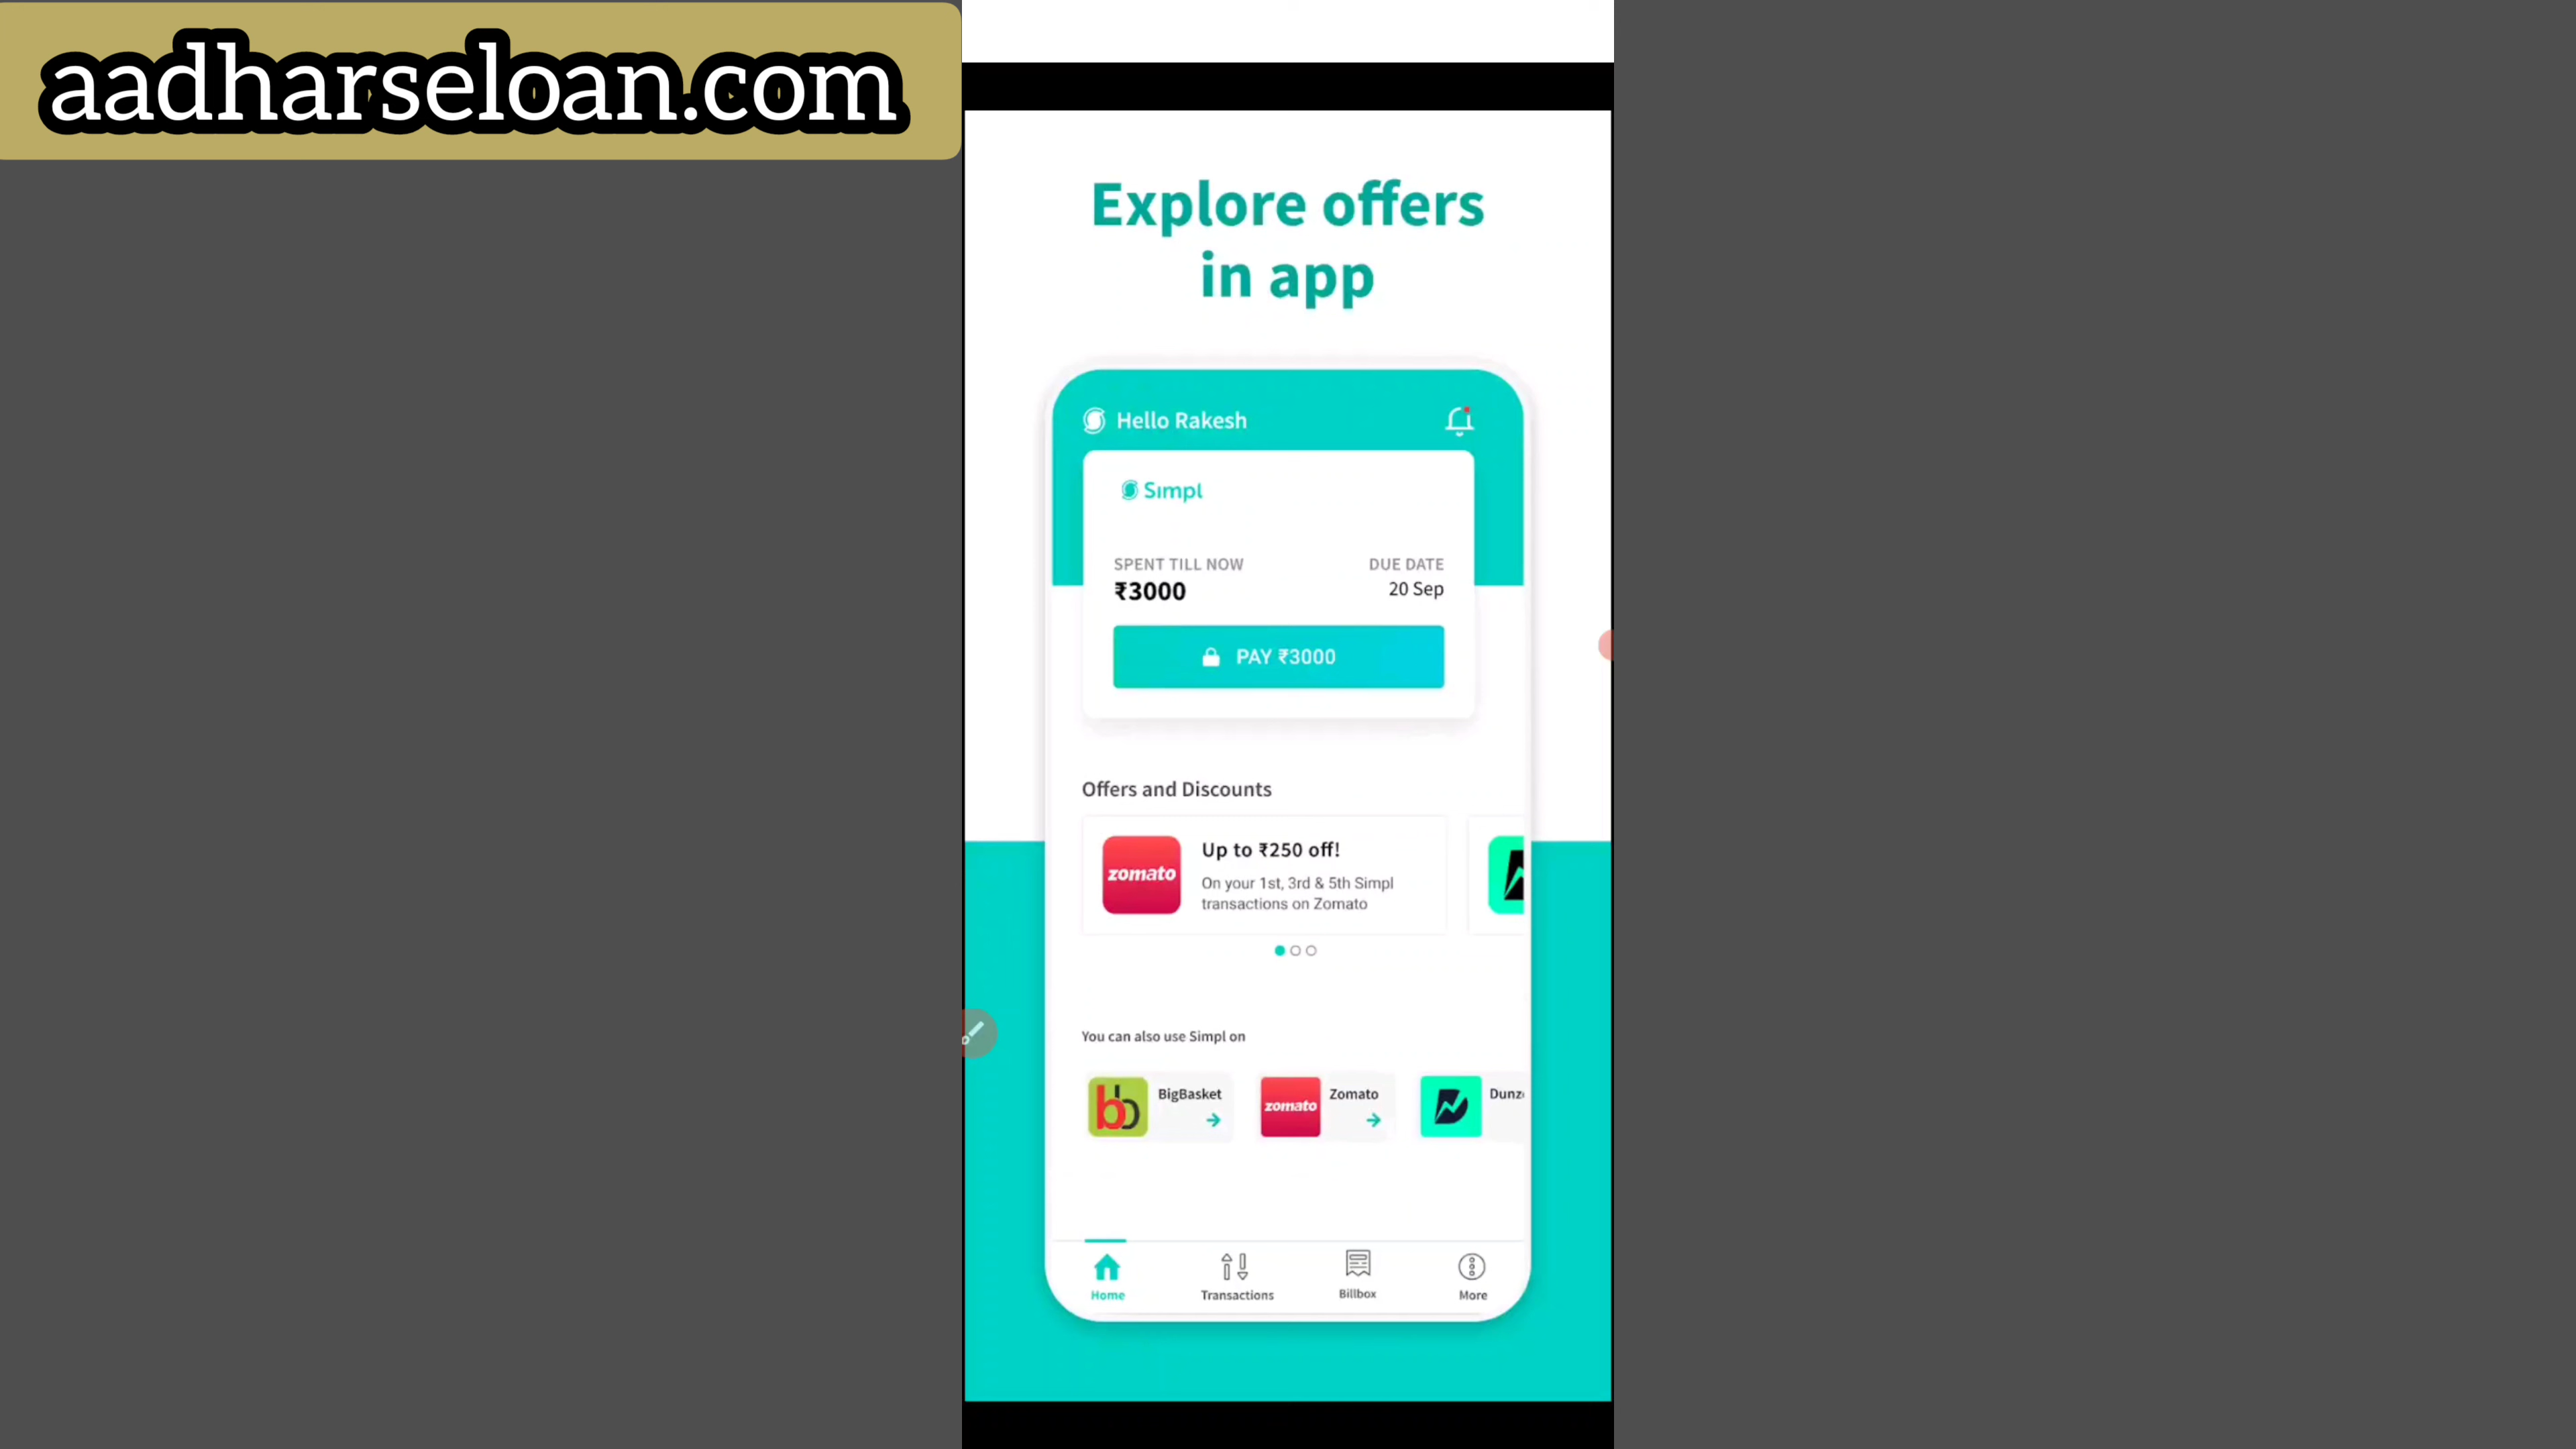 aadharseloan.com
Explore offers
in app
Hello Rakesh
Simpl
SPENT TILL NOW
₹3000
DUE DATE
20 Sep
PAY ₹3000
Offers and Discounts
zomato
Up to ₹250 off!
On your 1st, 3rd & 5th Simpl
transactions on Zomato
You can also use Simpl on
bb
BigBasket
zomato
Zomato
Dunz
Home
Transactions
Billbox
More